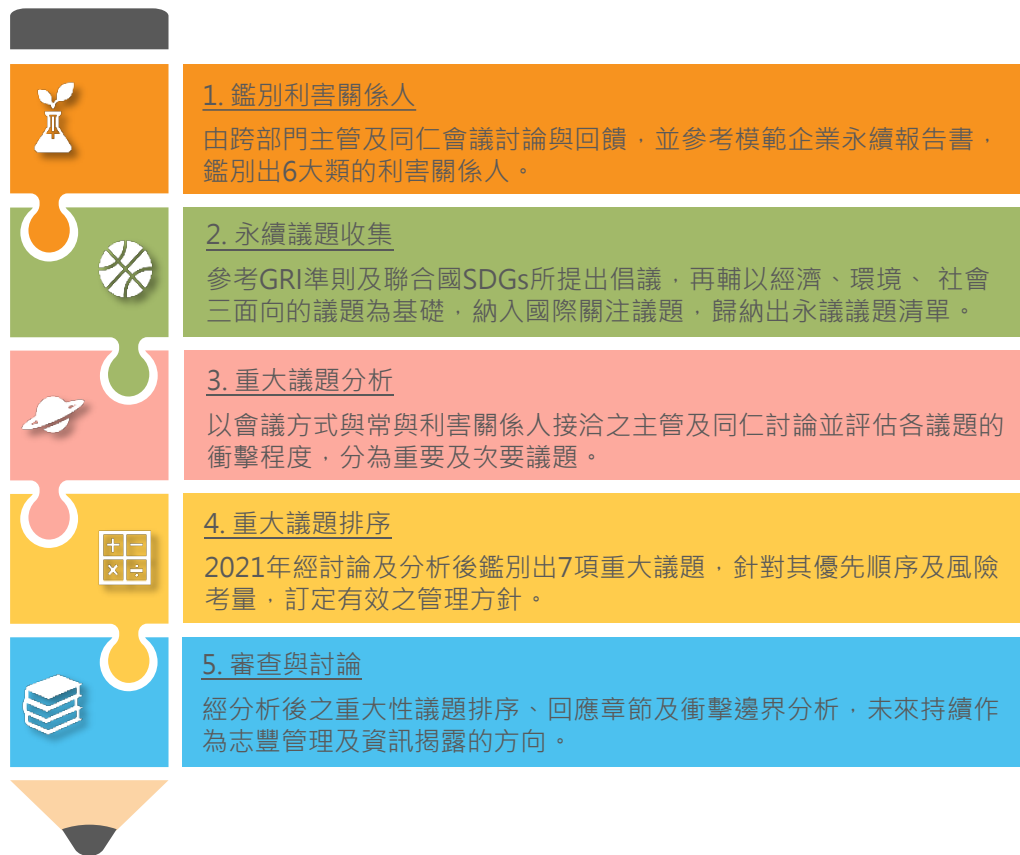 1. 鑑別利害關係人
由跨部門主管及同仁會議討論與回饋，並參考模範企業永續報告書，
鑑別出6大類的利害關係人。
2. 永續議題收集
參考GRI準則及聯合國SDGs所提出倡議，再輔以經濟、環境、 社會
三面向的議題為基礎，納入國際關注議題，歸納出永議議題清單。
3. 重大議題分析
以會議方式與常與利害關係人接洽之主管及同仁討論並評估各議題的
衝擊程度，分為重要及次要議題。
4. 重大議題排序
2021年經討論及分析後鑑別出7項重大議題，針對其優先順序及風險
考量，訂定有效之管理方針。
5. 審查與討論
經分析後之重大性議題排序、回應章節及衝擊邊界分析，未來持續作
為志豐管理及資訊揭露的方向。